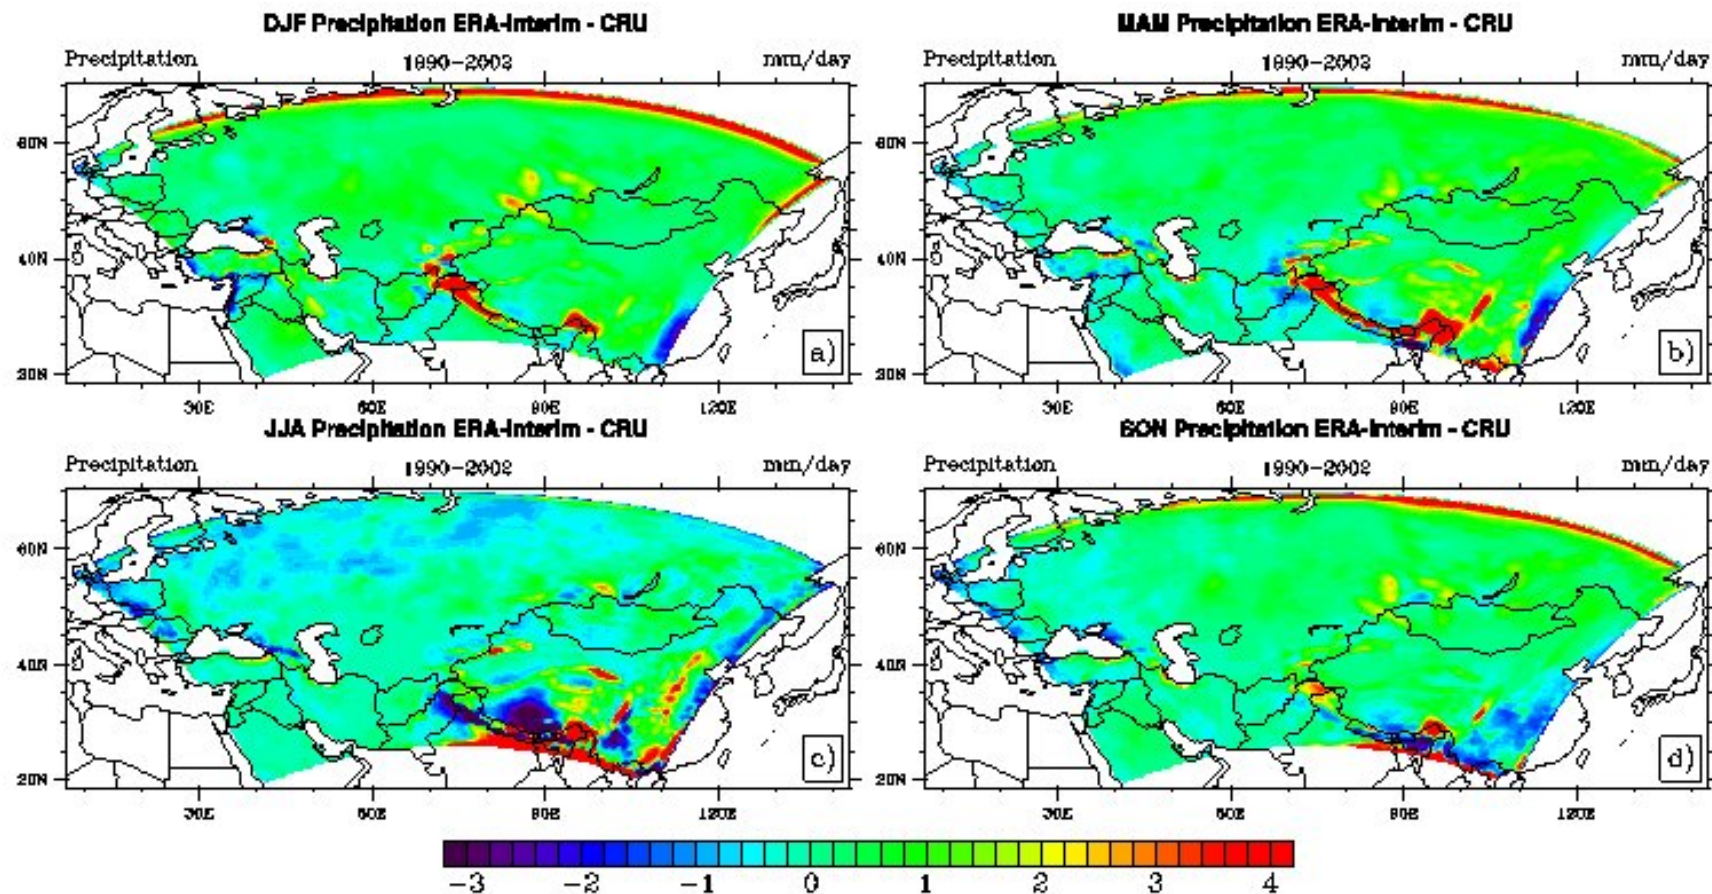 DJF Precipitation ERA-Interim - CRU
Precipitation 1990-2002 mm/day
60N
40N
20N
30E 60E 90E 120E
a)
MAM Precipitation ERA-Interim - CRU
Precipitation 1990-2002 mm/day
60N
40N
20N
30E 60E 90E 120E
b)
JJA Precipitation ERA-Interim - CRU
Precipitation 1990-2002 mm/day
60N
40N
20N
30E 60E 90E 120E
c)
SON Precipitation ERA-Interim - CRU
Precipitation 1990-2002 mm/day
60N
40N
20N
30E 60E 90E 120E
d)
-3 -2 -1 0 1 2 3 4